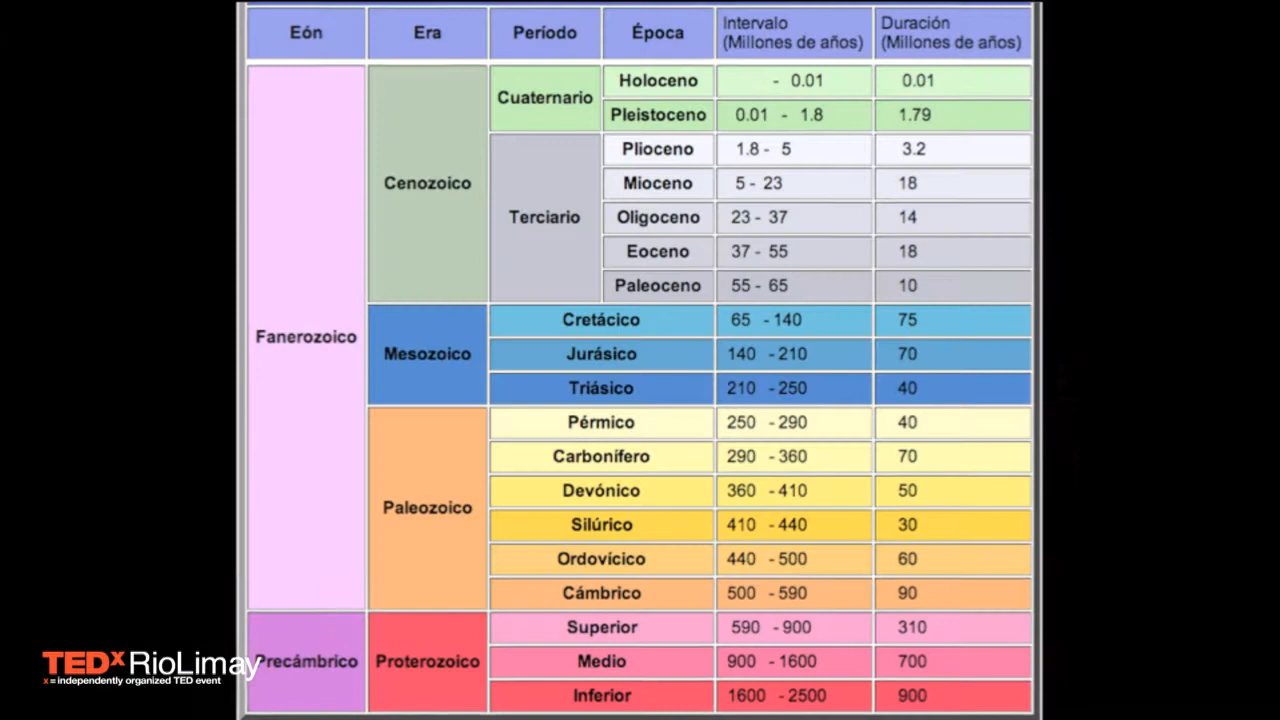 Eón Era Período Época Intervalo (Millones de años) Duración (Millones de años)
Fanerozoico Cenozoico Cuaternario Holoceno - 0.01 0.01
Pleistoceno 0.01 - 1.8 1.79
Terciario Plioceno 1.8 - 5 3.2
Mioceno 5 - 23 18
Oligoceno 23 - 37 14
Eoceno 37 - 55 18
Paleoceno 55 - 65 10
Mesozoico Cretácico 65 - 140 75
Jurásico 140 - 210 70
Triásico 210 - 250 40
Paleozoico Pérmico 250 - 290 40
Carbonífero 290 - 360 70
Devónico 360 - 410 50
Silúrico 410 - 440 30
Ordovícico 440 - 500 60
Cámbrico 500 - 590 90
Precámbrico Proterozoico Superior 590 - 900 310
Medio 900 - 1600 700
Inferior 1600 - 2500 900
TEDx RioLimay
x = independently organized TED event